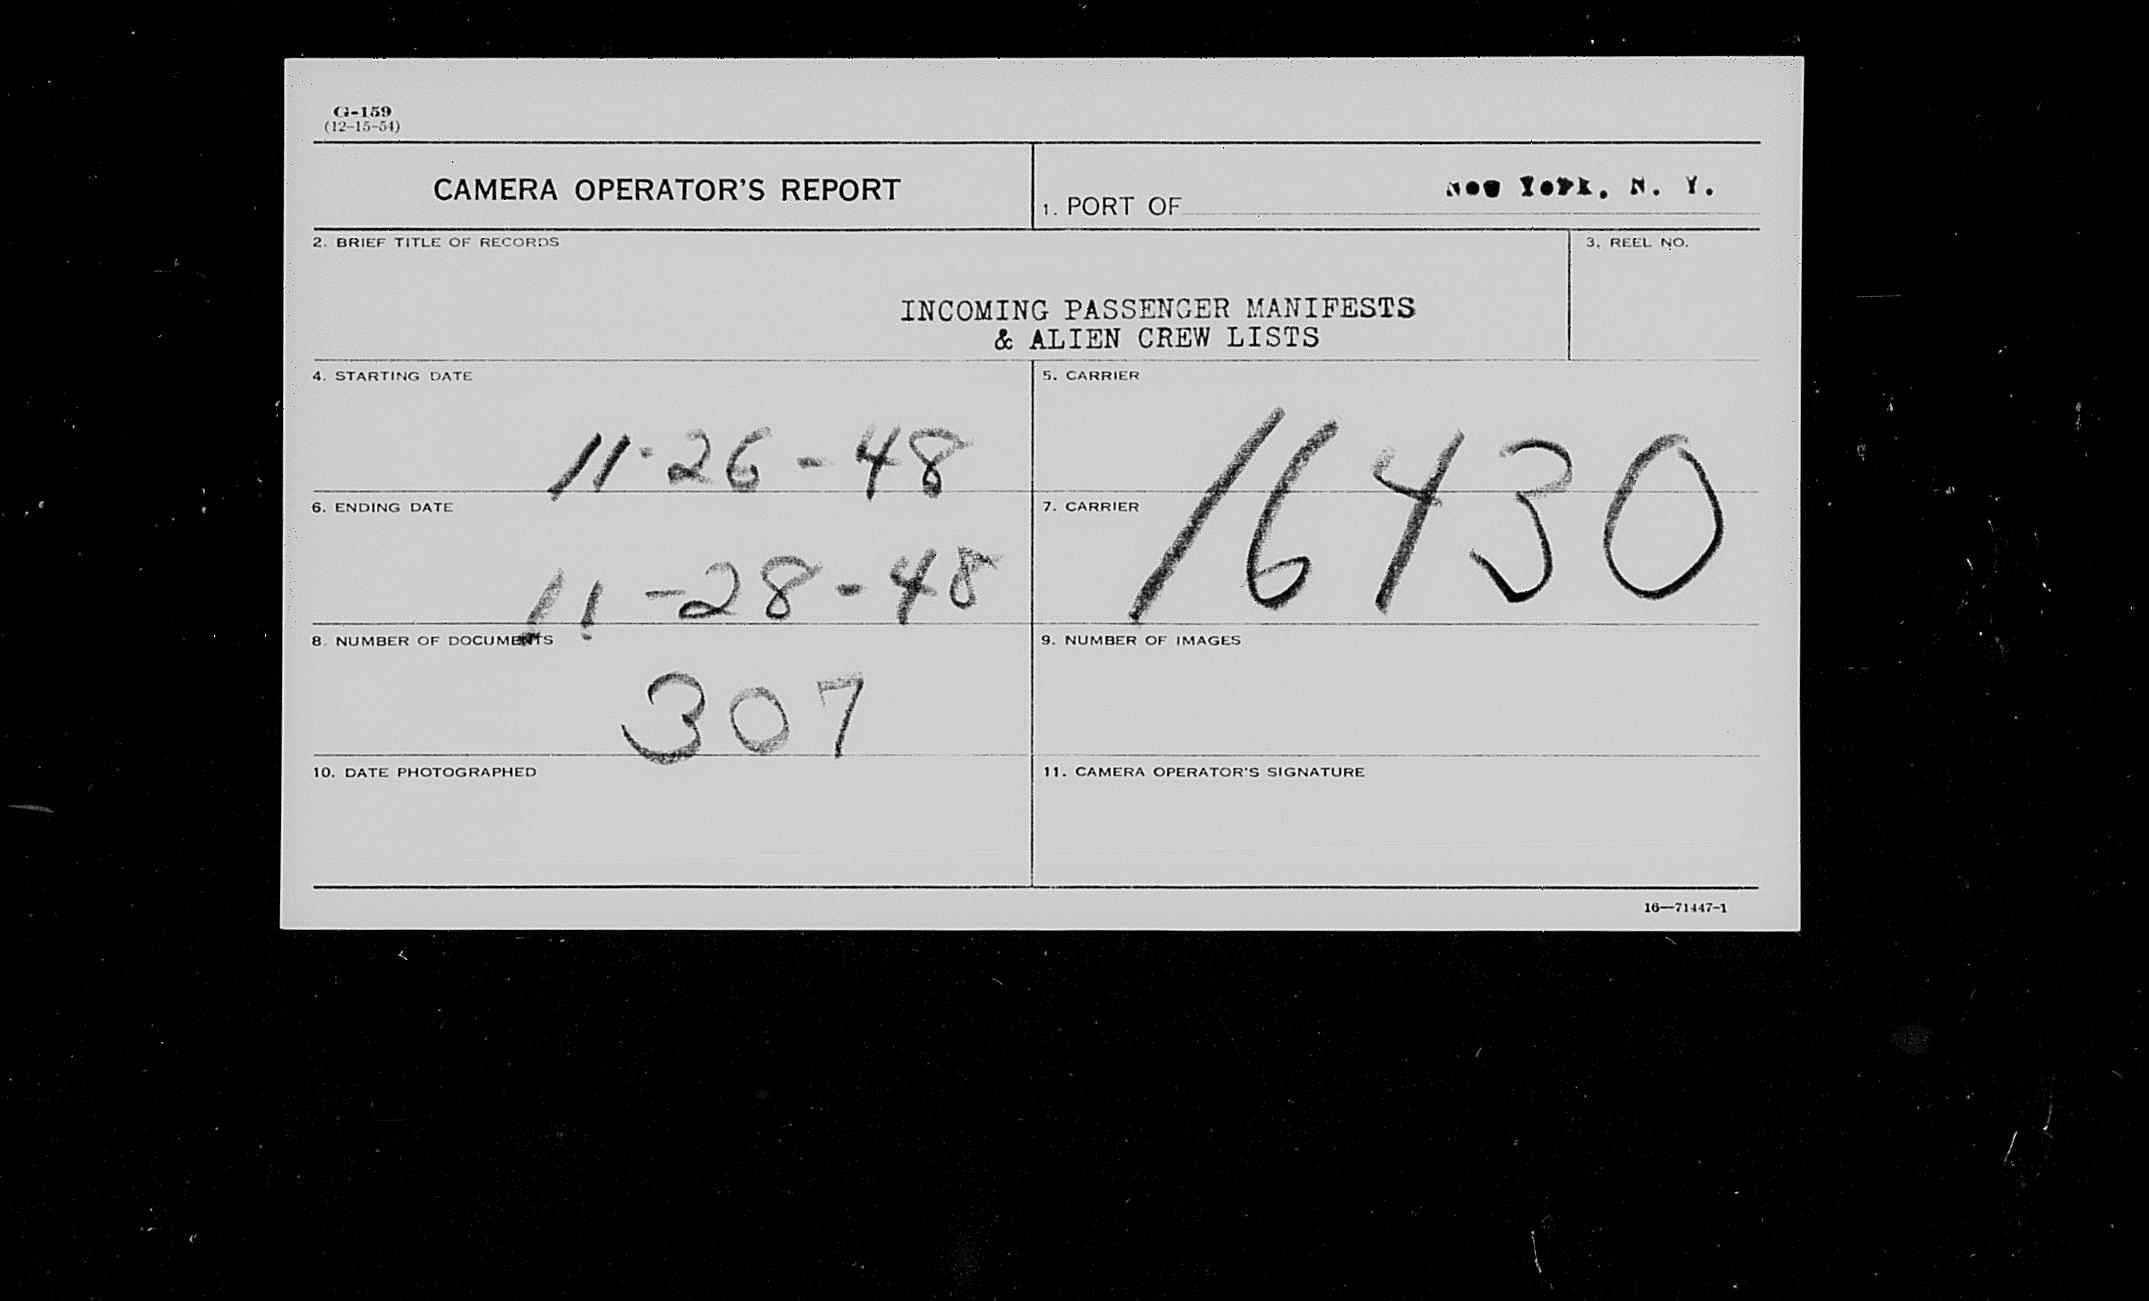 G-159
(12-15-54)
CAMERA OPERATOR'S REPORT
1. PORT OF New York, N. Y.
2. BRIEF TITLE OF RECORDS
3. REEL NO.
INCOMING PASSENGER MANIFESTS
& ALIEN CREW LISTS
4. STARTING DATE
11-26-48
5. CARRIER
16430
6. ENDING DATE
11-28-48
7. CARRIER
8. NUMBER OF DOCUMENTS
307
9. NUMBER OF IMAGES
10. DATE PHOTOGRAPHED
11. CAMERA OPERATOR'S SIGNATURE
16—71447-1